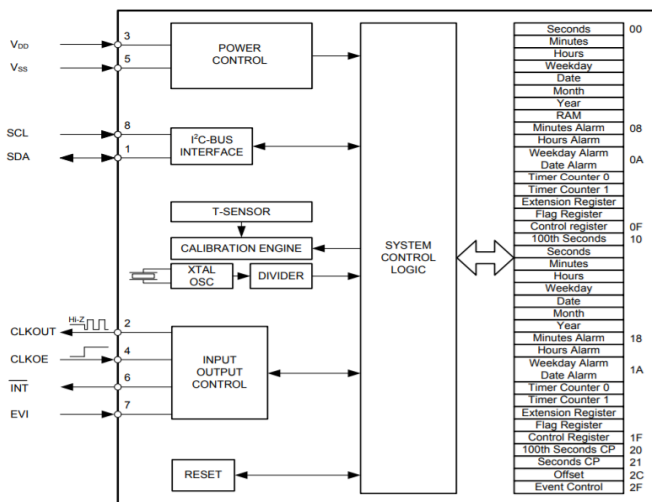 V_DD
3
POWER
CONTROL
V_SS
5
SCL
8
I²C-BUS
INTERFACE
SDA
1
T-SENSOR
CALIBRATION ENGINE
XTAL
OSC
DIVIDER
Hi-Z
CLKOUT
2
CLKOE
4
INPUT
OUTPUT
CONTROL
INT
6
EVI
7
RESET
SYSTEM
CONTROL
LOGIC
Seconds 00
Minutes
Hours
Weekday
Date
Month
Year
RAM
Minutes Alarm 08
Hours Alarm
Weekday Alarm 0A
Date Alarm
Timer Counter 0
Timer Counter 1
Extension Register
Flag Register
Control register 0F
100th Seconds 10
Seconds
Minutes
Hours
Weekday
Date
Month
Year
Minutes Alarm 18
Hours Alarm
Weekday Alarm 1A
Date Alarm
Timer Counter 0
Timer Counter 1
Extension Register
Flag Register
Control Register 1F
100th Seconds CP 20
Seconds CP 21
Offset 2C
Event Control 2F